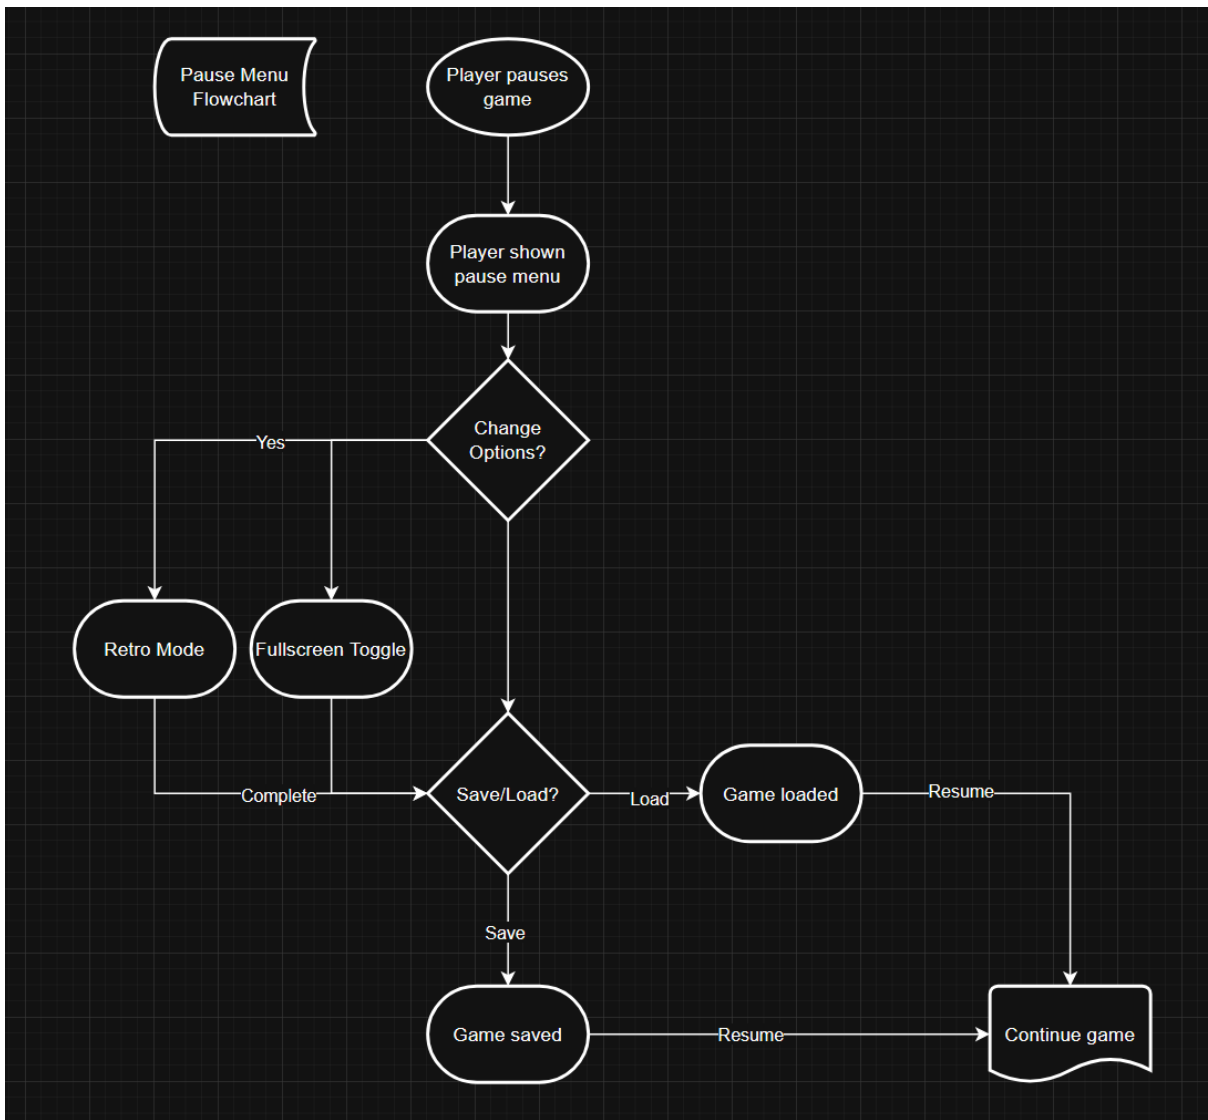 Pause Menu
Flowchart
Player pauses
game
Player shown
pause menu
Change
Options?
Yes
Retro Mode
Fullscreen Toggle
Complete
Save/Load?
Load
Game loaded
Resume
Save
Game saved
Resume
Continue game